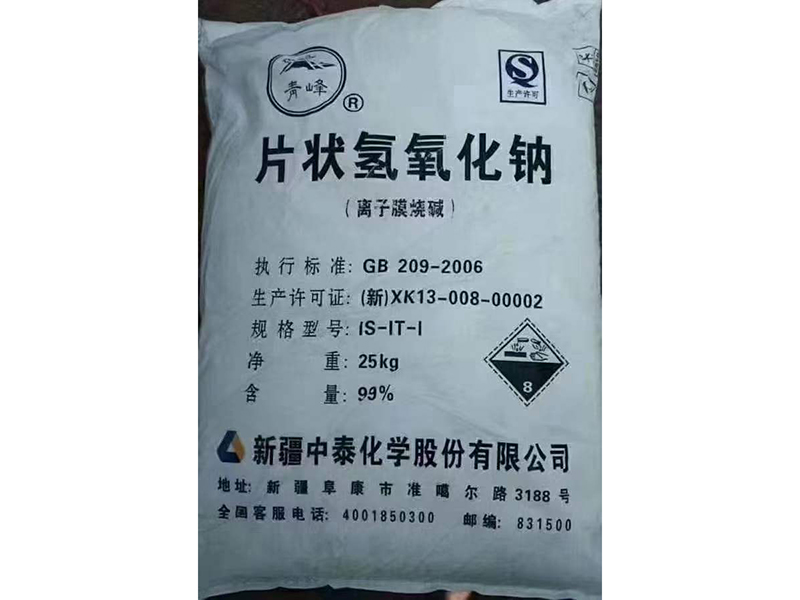 青峰
®
生产许可
片状氢氧化钠
(离子膜烧碱)
执行标准: GB 209-2006
生产许可证: (新)XK13-008-00002
规格型号: IS-IT-I
净 重: 25kg
含 量: 99%
8
新疆中泰化学股份有限公司
地址: 新疆阜康市准噶尔路3188号
全国客服电话: 4001850300 邮编: 831500